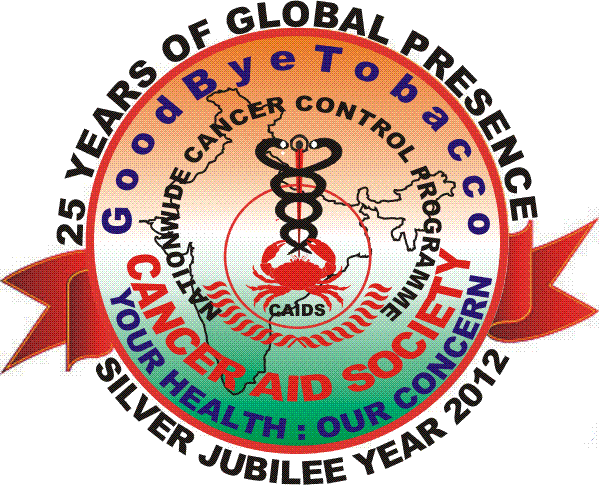 25 YEARS OF GLOBAL PRESENCE
GoodByeTobacco
NATIONWIDE CANCER CONTROL PROGRAMME
CAIDS
CANCER AID SOCIETY
YOUR HEALTH : OUR CONCERN
SILVER JUBILEE YEAR 2012